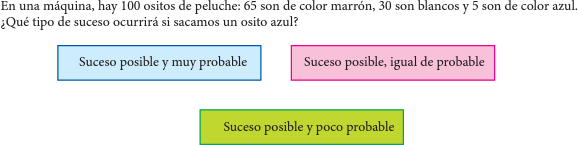 En una máquina, hay 100 ositos de peluche: 65 son de color marrón, 30 son blancos y 5 son de color azul.
¿Qué tipo de suceso ocurrirá si sacamos un osito azul?
Suceso posible y muy probable
Suceso posible, igual de probable
Suceso posible y poco probable